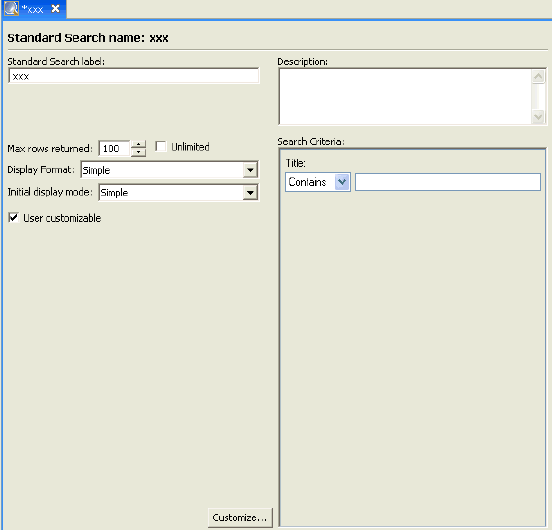 *xxx
Standard Search name: xxx
Standard Search label:
xxx
Description:
Max rows returned: 100 Unlimited
Display Format: Simple
Initial display mode: Simple
User customizable
Search Criteria:
Title:
Contains
Customize...